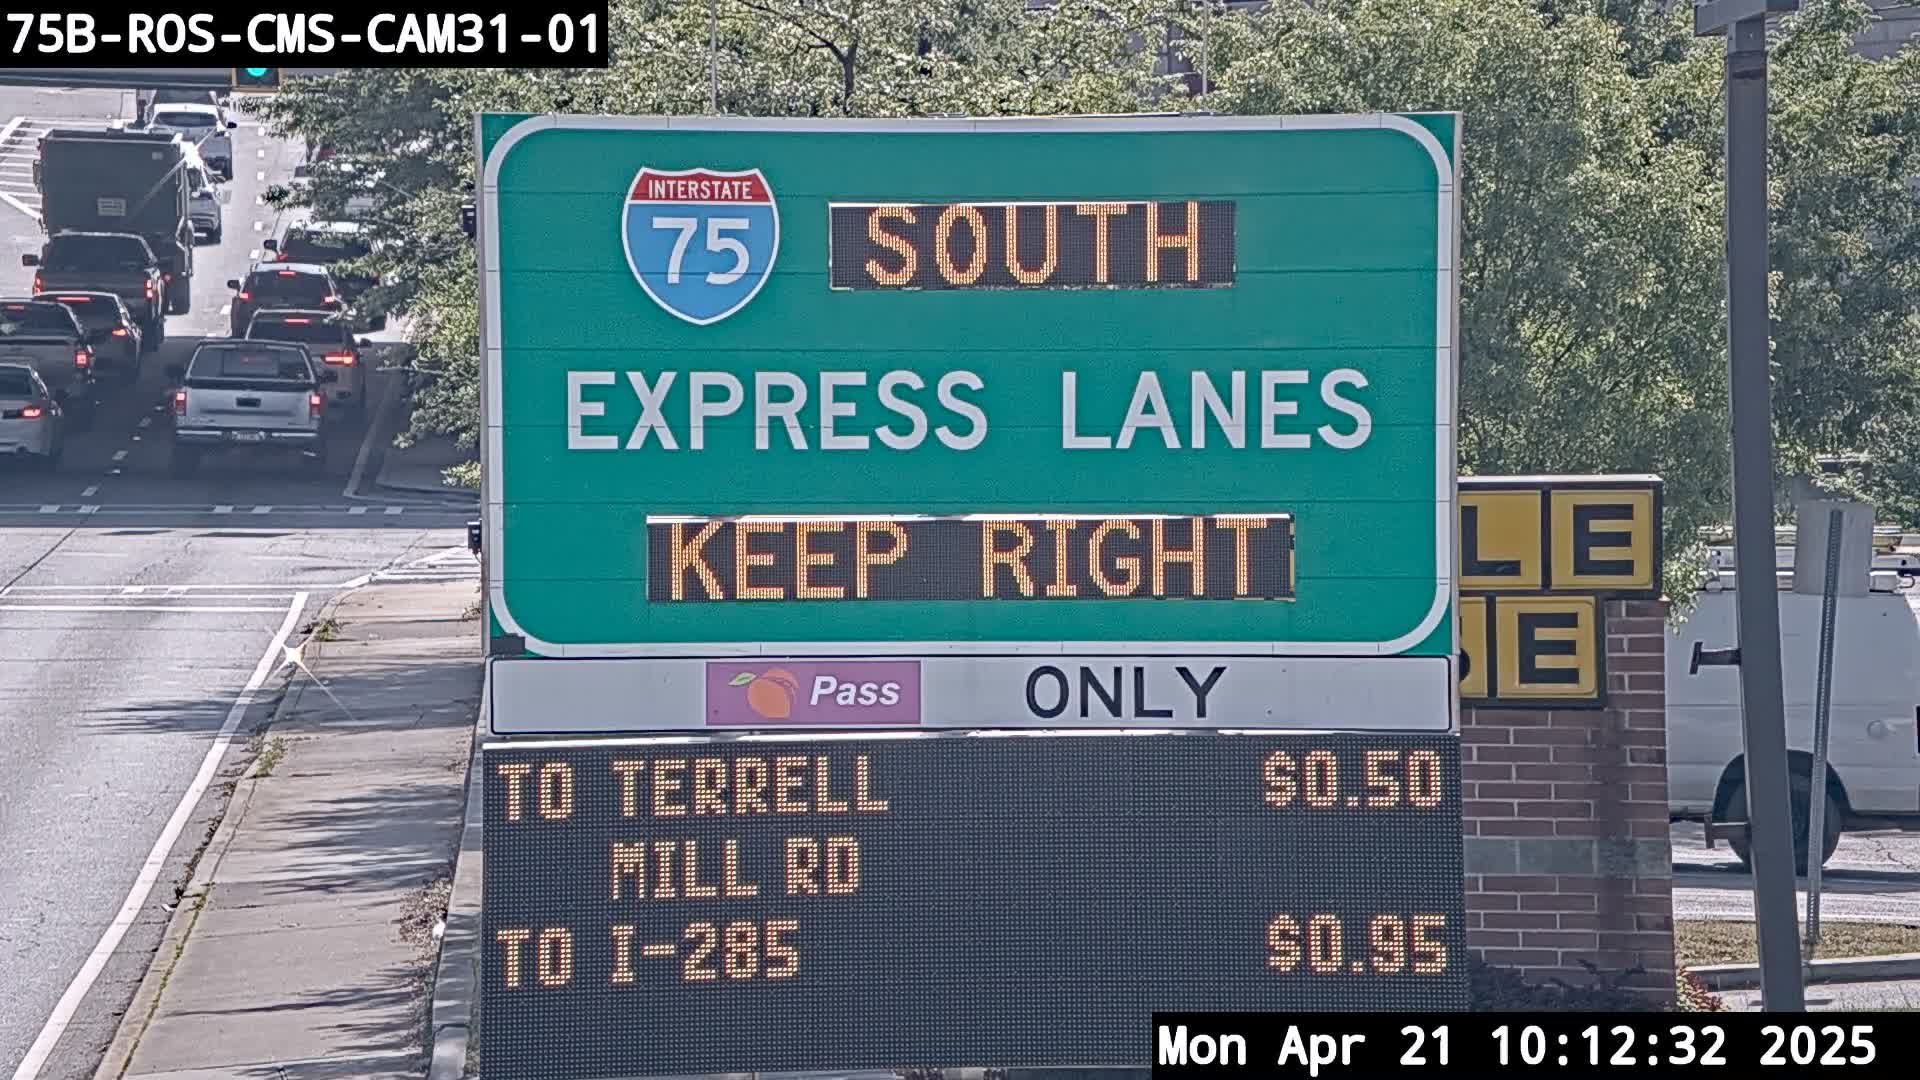 75B-ROS-CMS-CAM31-01
INTERSTATE
75
SOUTH
EXPRESS LANES
KEEP RIGHT
Pass ONLY
TO TERRELL $0.50
MILL RD
TO I-285 $0.95
LE
E
Mon Apr 21 10:12:32 2025